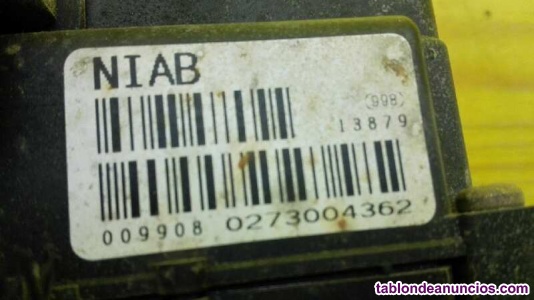 NIAB
(998)
13879
009908 0273004362
tablondeanuncios.com